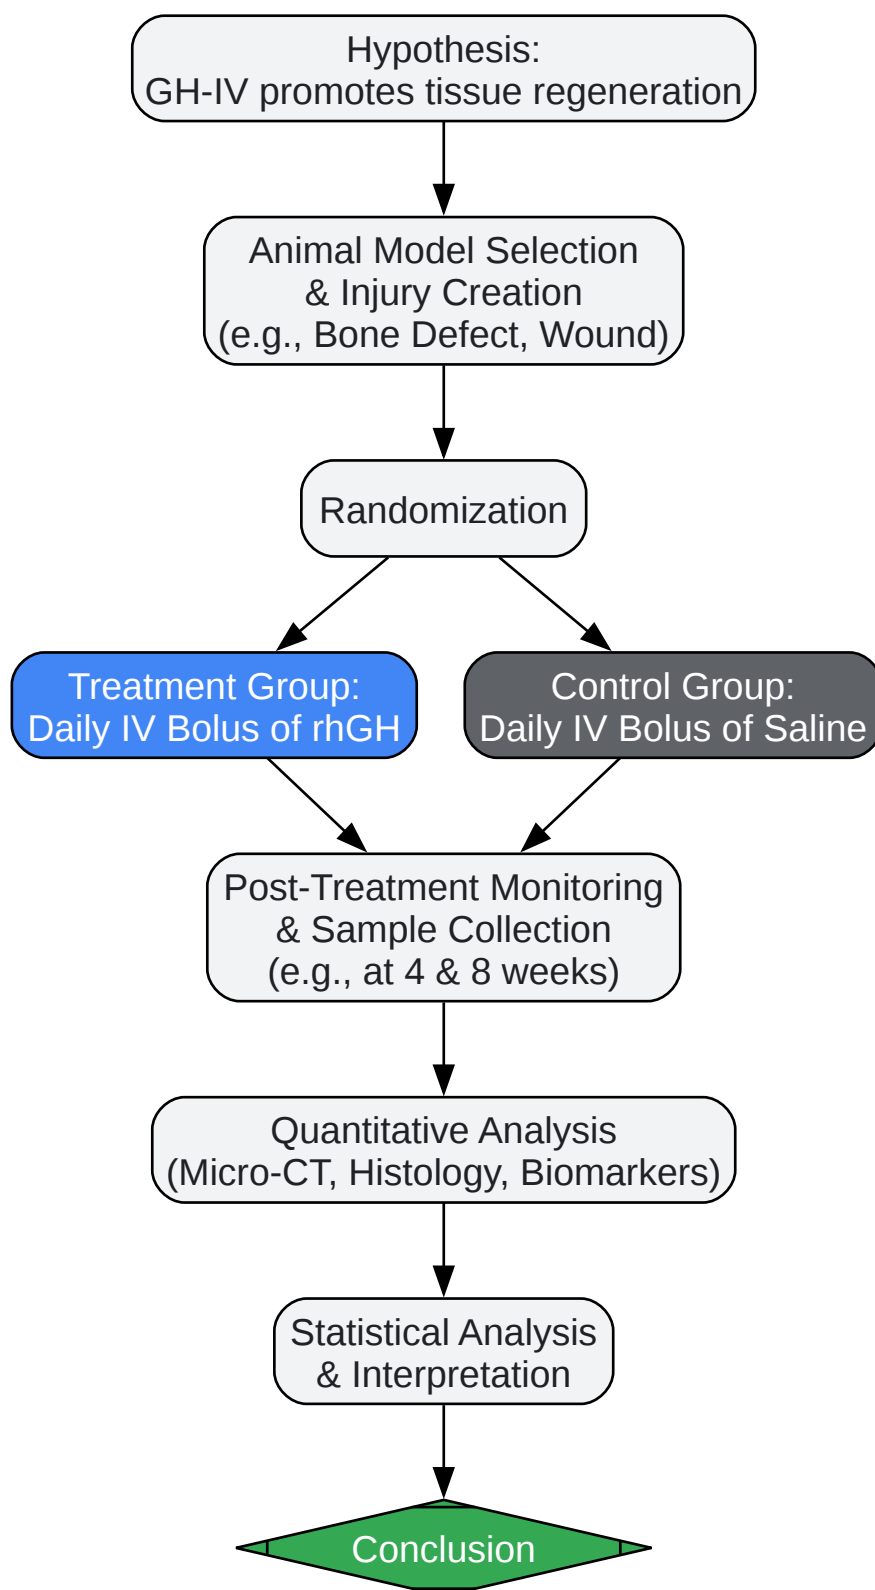 Hypothesis:
GH-IV promotes tissue regeneration
Animal Model Selection
& Injury Creation
(e.g., Bone Defect, Wound)
Randomization
Treatment Group:
Daily IV Bolus of rhGH
Control Group:
Daily IV Bolus of Saline
Post-Treatment Monitoring
& Sample Collection
(e.g., at 4 & 8 weeks)
Quantitative Analysis
(Micro-CT, Histology, Biomarkers)
Statistical Analysis
& Interpretation
Conclusion